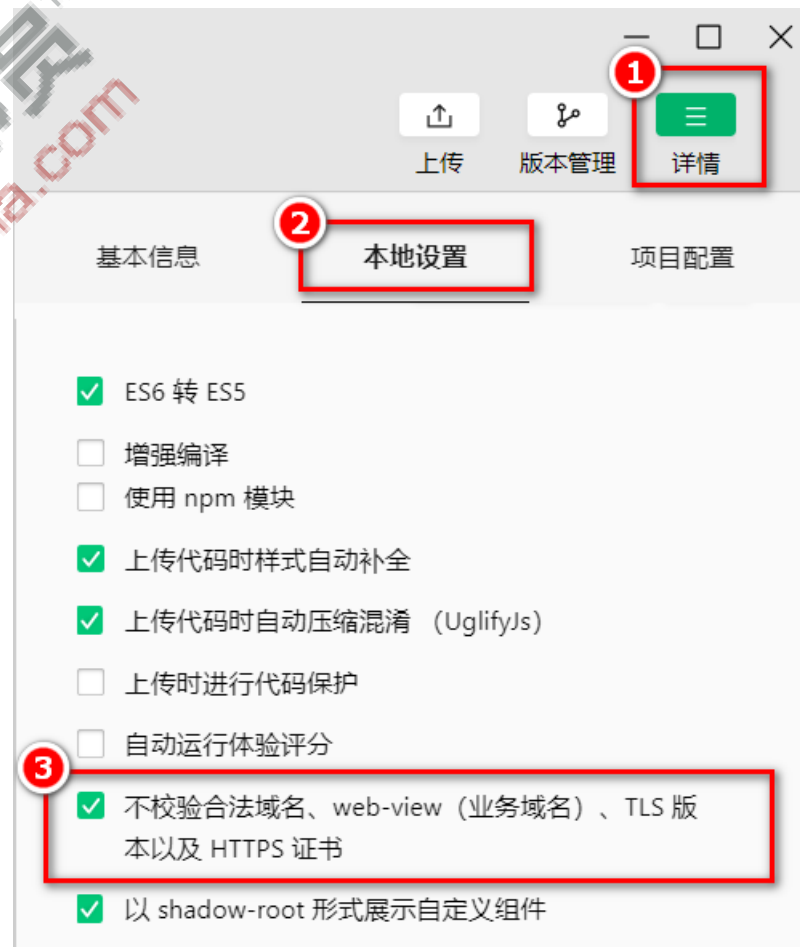 服
a.com
1
上传
版本管理
详情
2
基本信息
本地设置
项目配置
ES6 转 ES5
增强编译
使用 npm 模块
上传代码时样式自动补全
上传代码时自动压缩混淆 （UglifyJs）
上传时进行代码保护
自动运行体验评分
3
不校验合法域名、web-view（业务域名）、TLS 版
本以及 HTTPS 证书
以 shadow-root 形式展示自定义组件